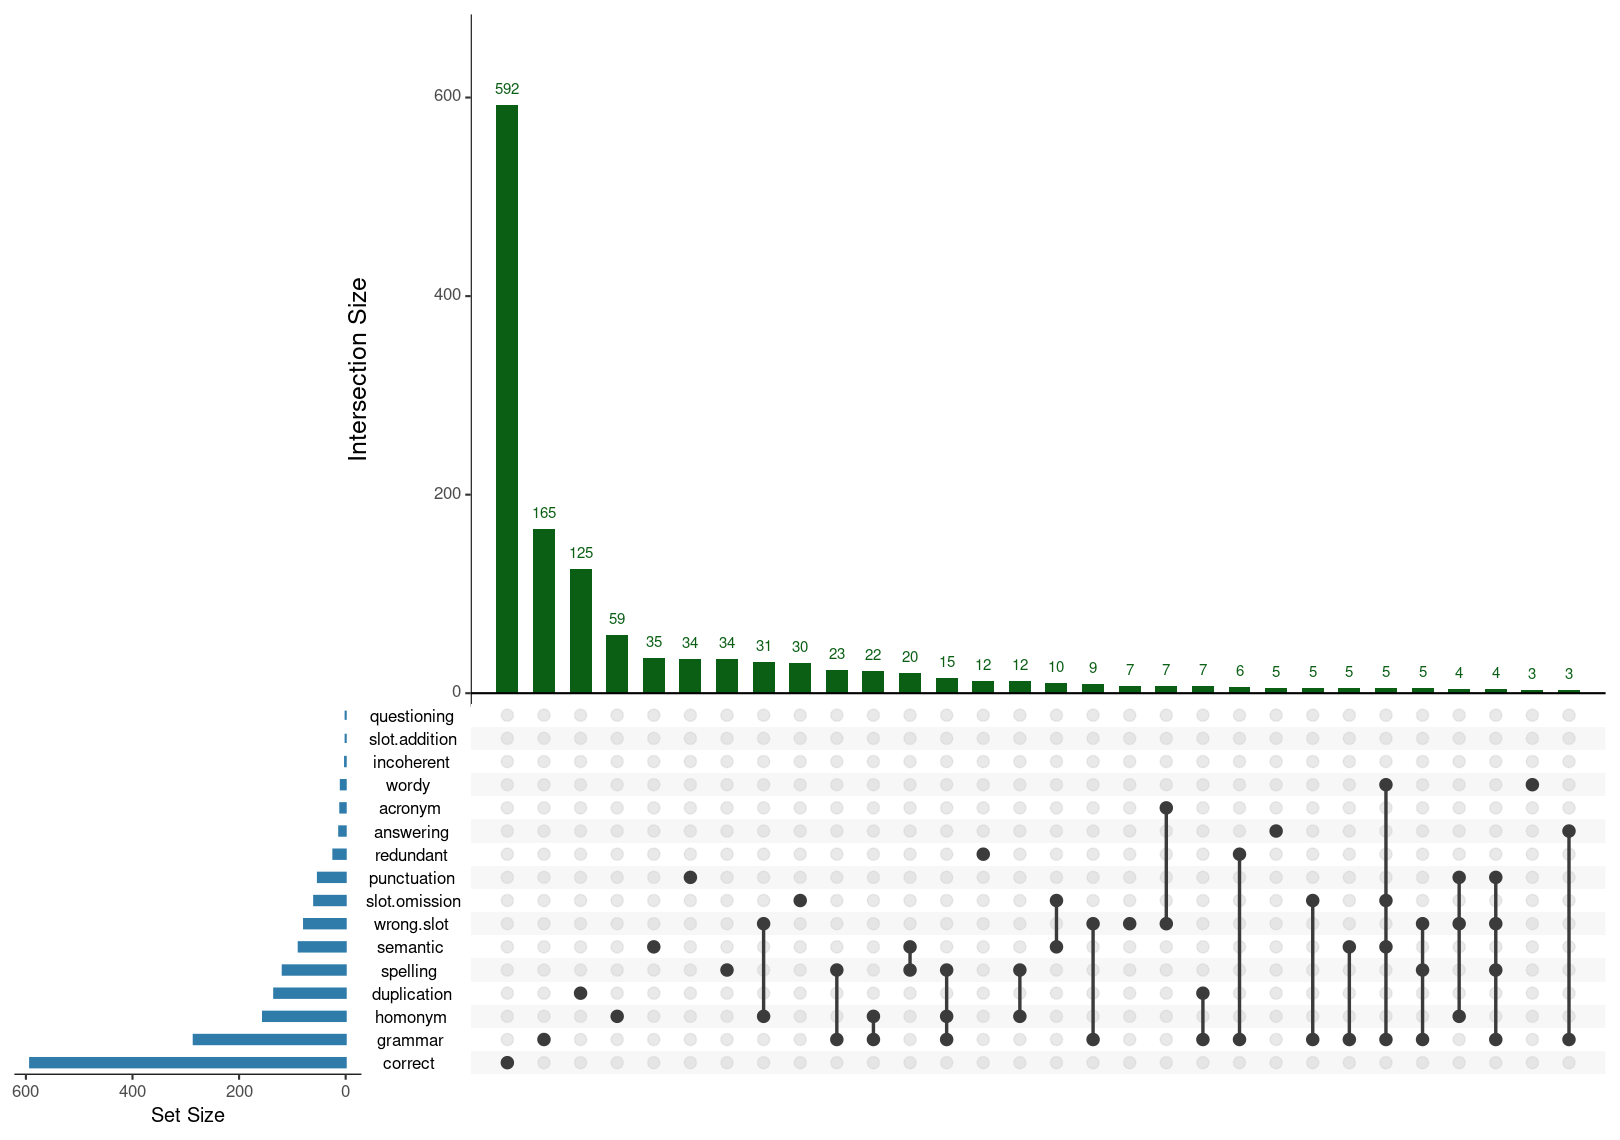 592
600
165
125
59
35
34
34
31
30
23
22
20
15
12
12
10
9
7
7
7
6
5
5
5
5
5
4
4
3
3
400
200
0
Intersection Size
questioning
slot.addition
incoherent
wordy
acronym
answering
redundant
punctuation
slot.omission
wrong.slot
semantic
spelling
duplication
homonym
grammar
correct
600 400 200 0
Set Size